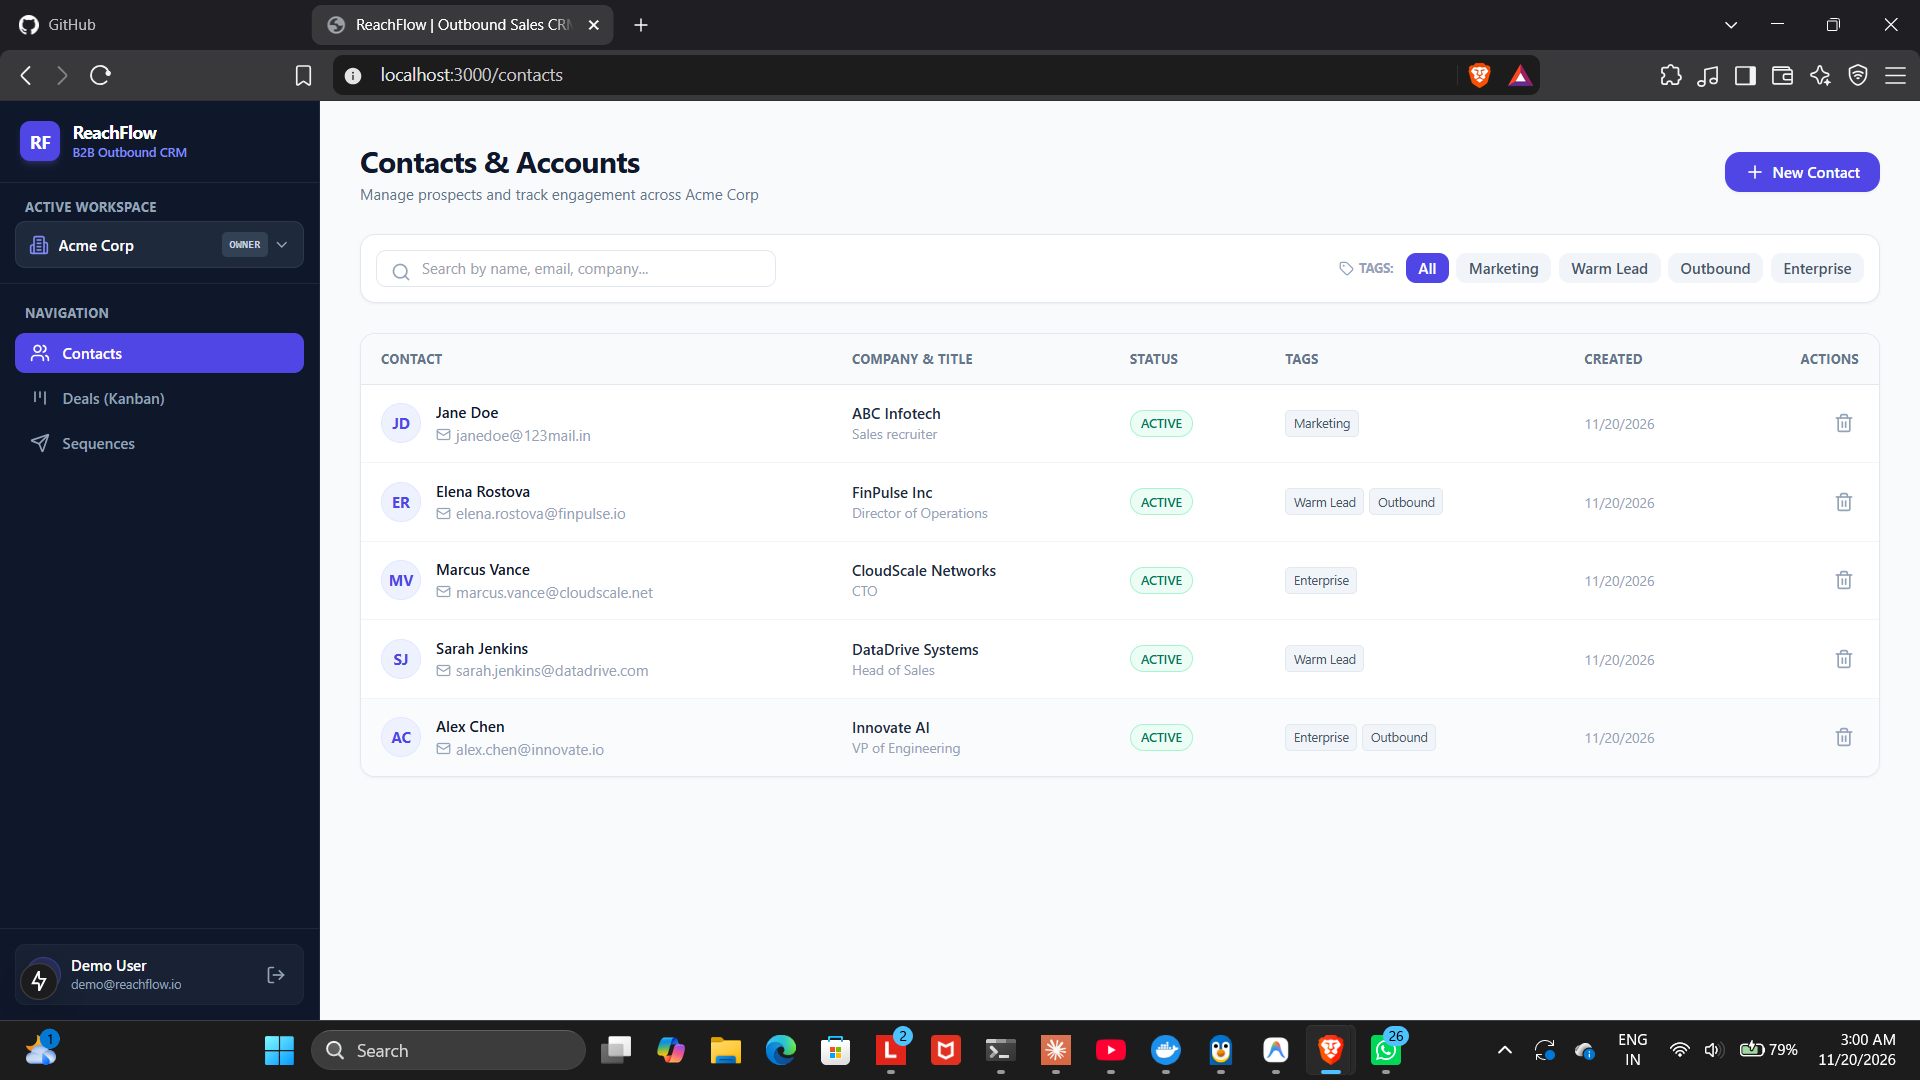 GitHub
ReachFlow | Outbound Sales CRM
localhost:3000/contacts
RF
ReachFlow
B2B Outbound CRM
ACTIVE WORKSPACE
Acme Corp
OWNER
NAVIGATION
Contacts
Deals (Kanban)
Sequences
Demo User
demo@reachflow.io
Contacts & Accounts
Manage prospects and track engagement across Acme Corp
New Contact
Search by name, email, company...
TAGS:
All
Marketing
Warm Lead
Outbound
Enterprise
CONTACT COMPANY & TITLE STATUS TAGS CREATED ACTIONS
JD
Jane Doe
janedoe@123mail.in
ABC Infotech
Sales recruiter
ACTIVE
Marketing
11/20/2026
ER
Elena Rostova
elena.rostova@finpulse.io
FinPulse Inc
Director of Operations
ACTIVE
Warm Lead
Outbound
11/20/2026
MV
Marcus Vance
marcus.vance@cloudscale.net
CloudScale Networks
CTO
ACTIVE
Enterprise
11/20/2026
SJ
Sarah Jenkins
sarah.jenkins@datadrive.com
DataDrive Systems
Head of Sales
ACTIVE
Warm Lead
11/20/2026
AC
Alex Chen
alex.chen@innovate.io
Innovate AI
VP of Engineering
ACTIVE
Enterprise
Outbound
11/20/2026
1
Search
L
2
26
ENG
IN
79%
3:00 AM
11/20/2026